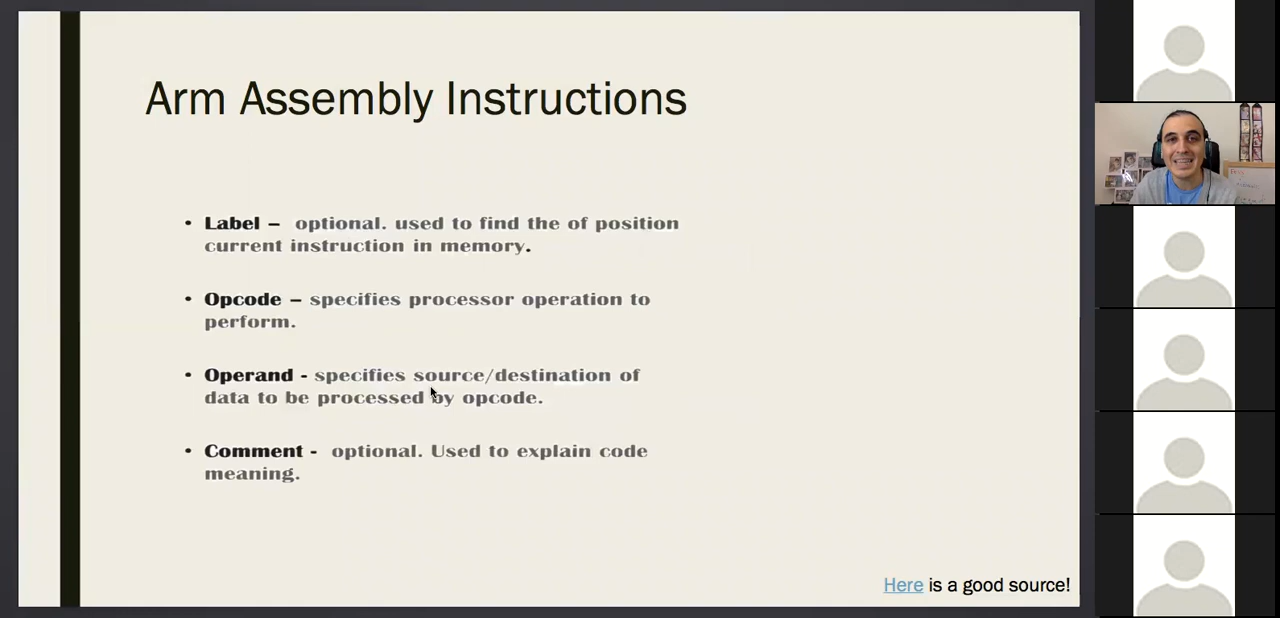 Arm Assembly Instructions
• Label – optional. used to find the of position
current instruction in memory.
• Opcode – specifies processor operation to
perform.
• Operand - specifies source/destination of
data to be processed by opcode.
• Comment - optional. Used to explain code
meaning.
Here is a good source!